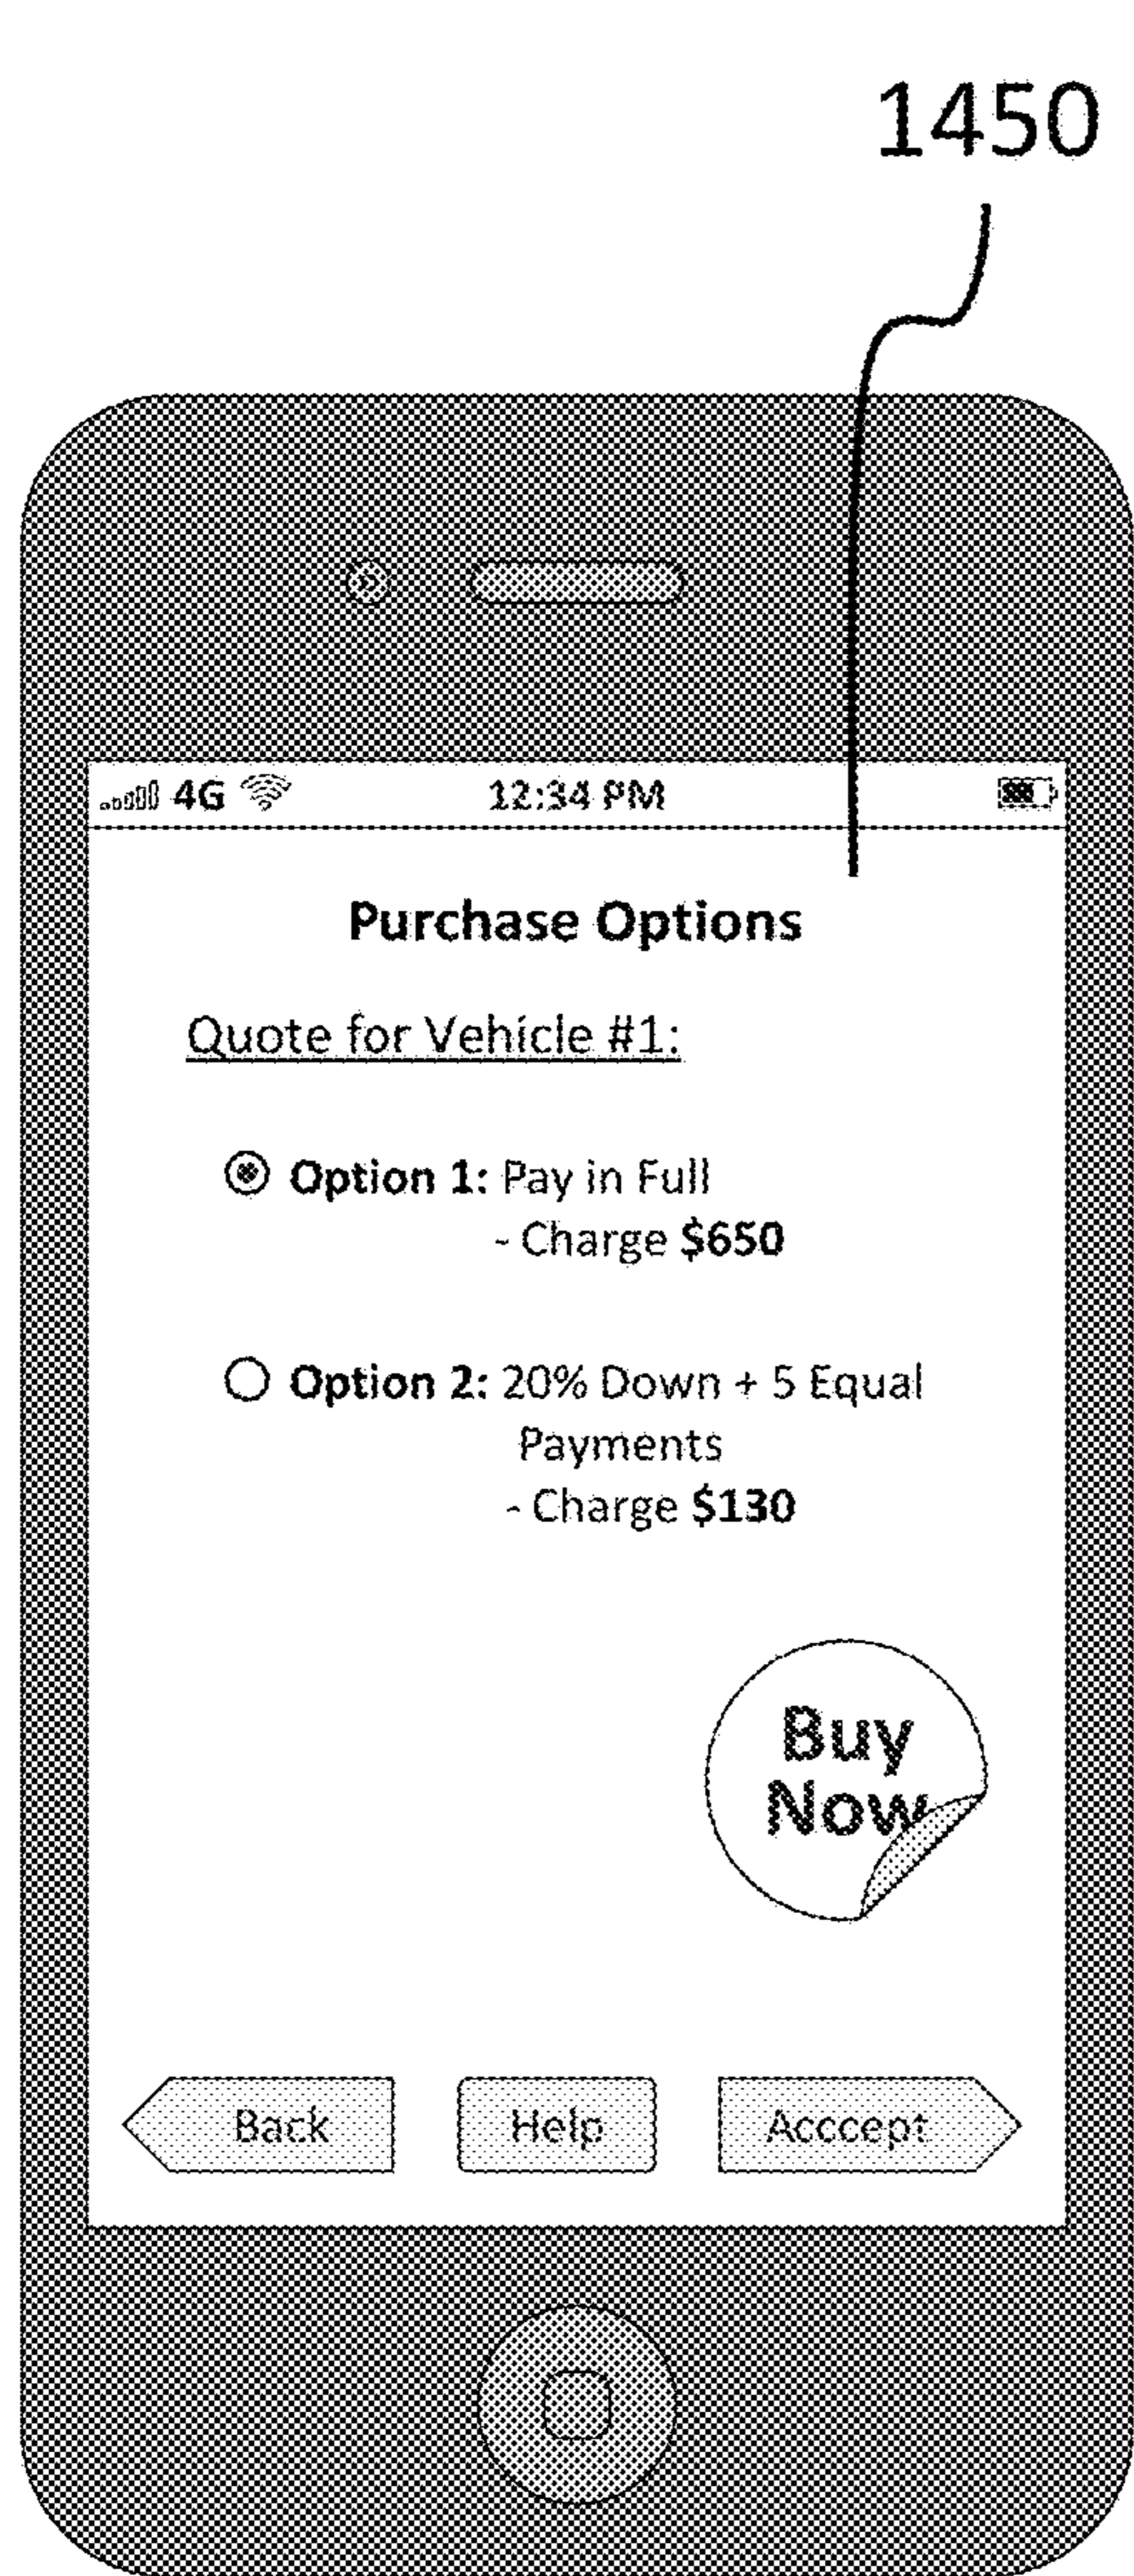 1450
4G 12:34 PM
Purchase Options
Quote for Vehicle #1:
Option 1: Pay in Full
- Charge $650
Option 2: 20% Down + 5 Equal
Payments
- Charge $130
Buy
Now
Back Help Acccept